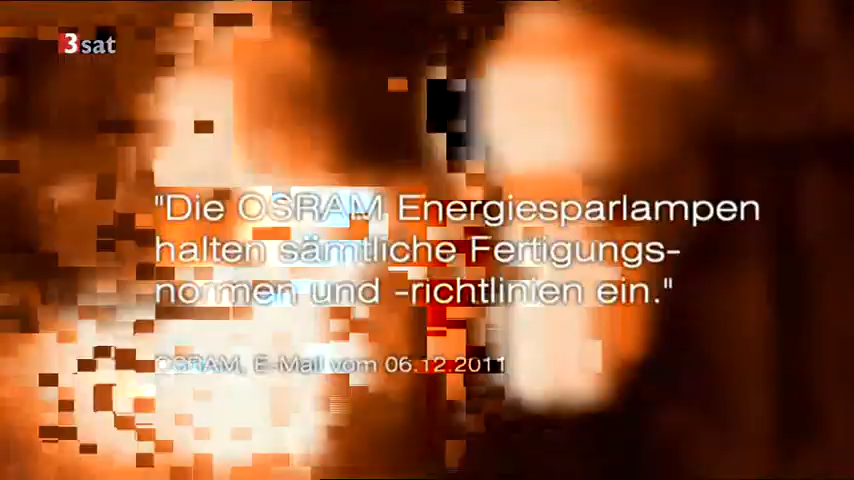 3sat
"Die OSRAM Energiesparlampen
halten sämtliche Fertigungs-
normen und -richtlinien ein."
OSRAM, E-Mail vom 06.12.2011